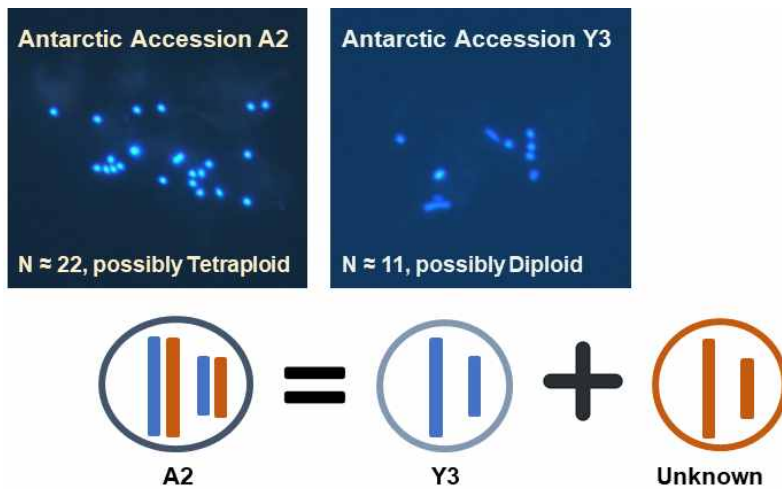 Antarctic Accession A2
Antarctic Accession Y3
N ≈ 22, possibly Tetraploid
N ≈ 11, possibly Diploid
A2
Y3
Unknown